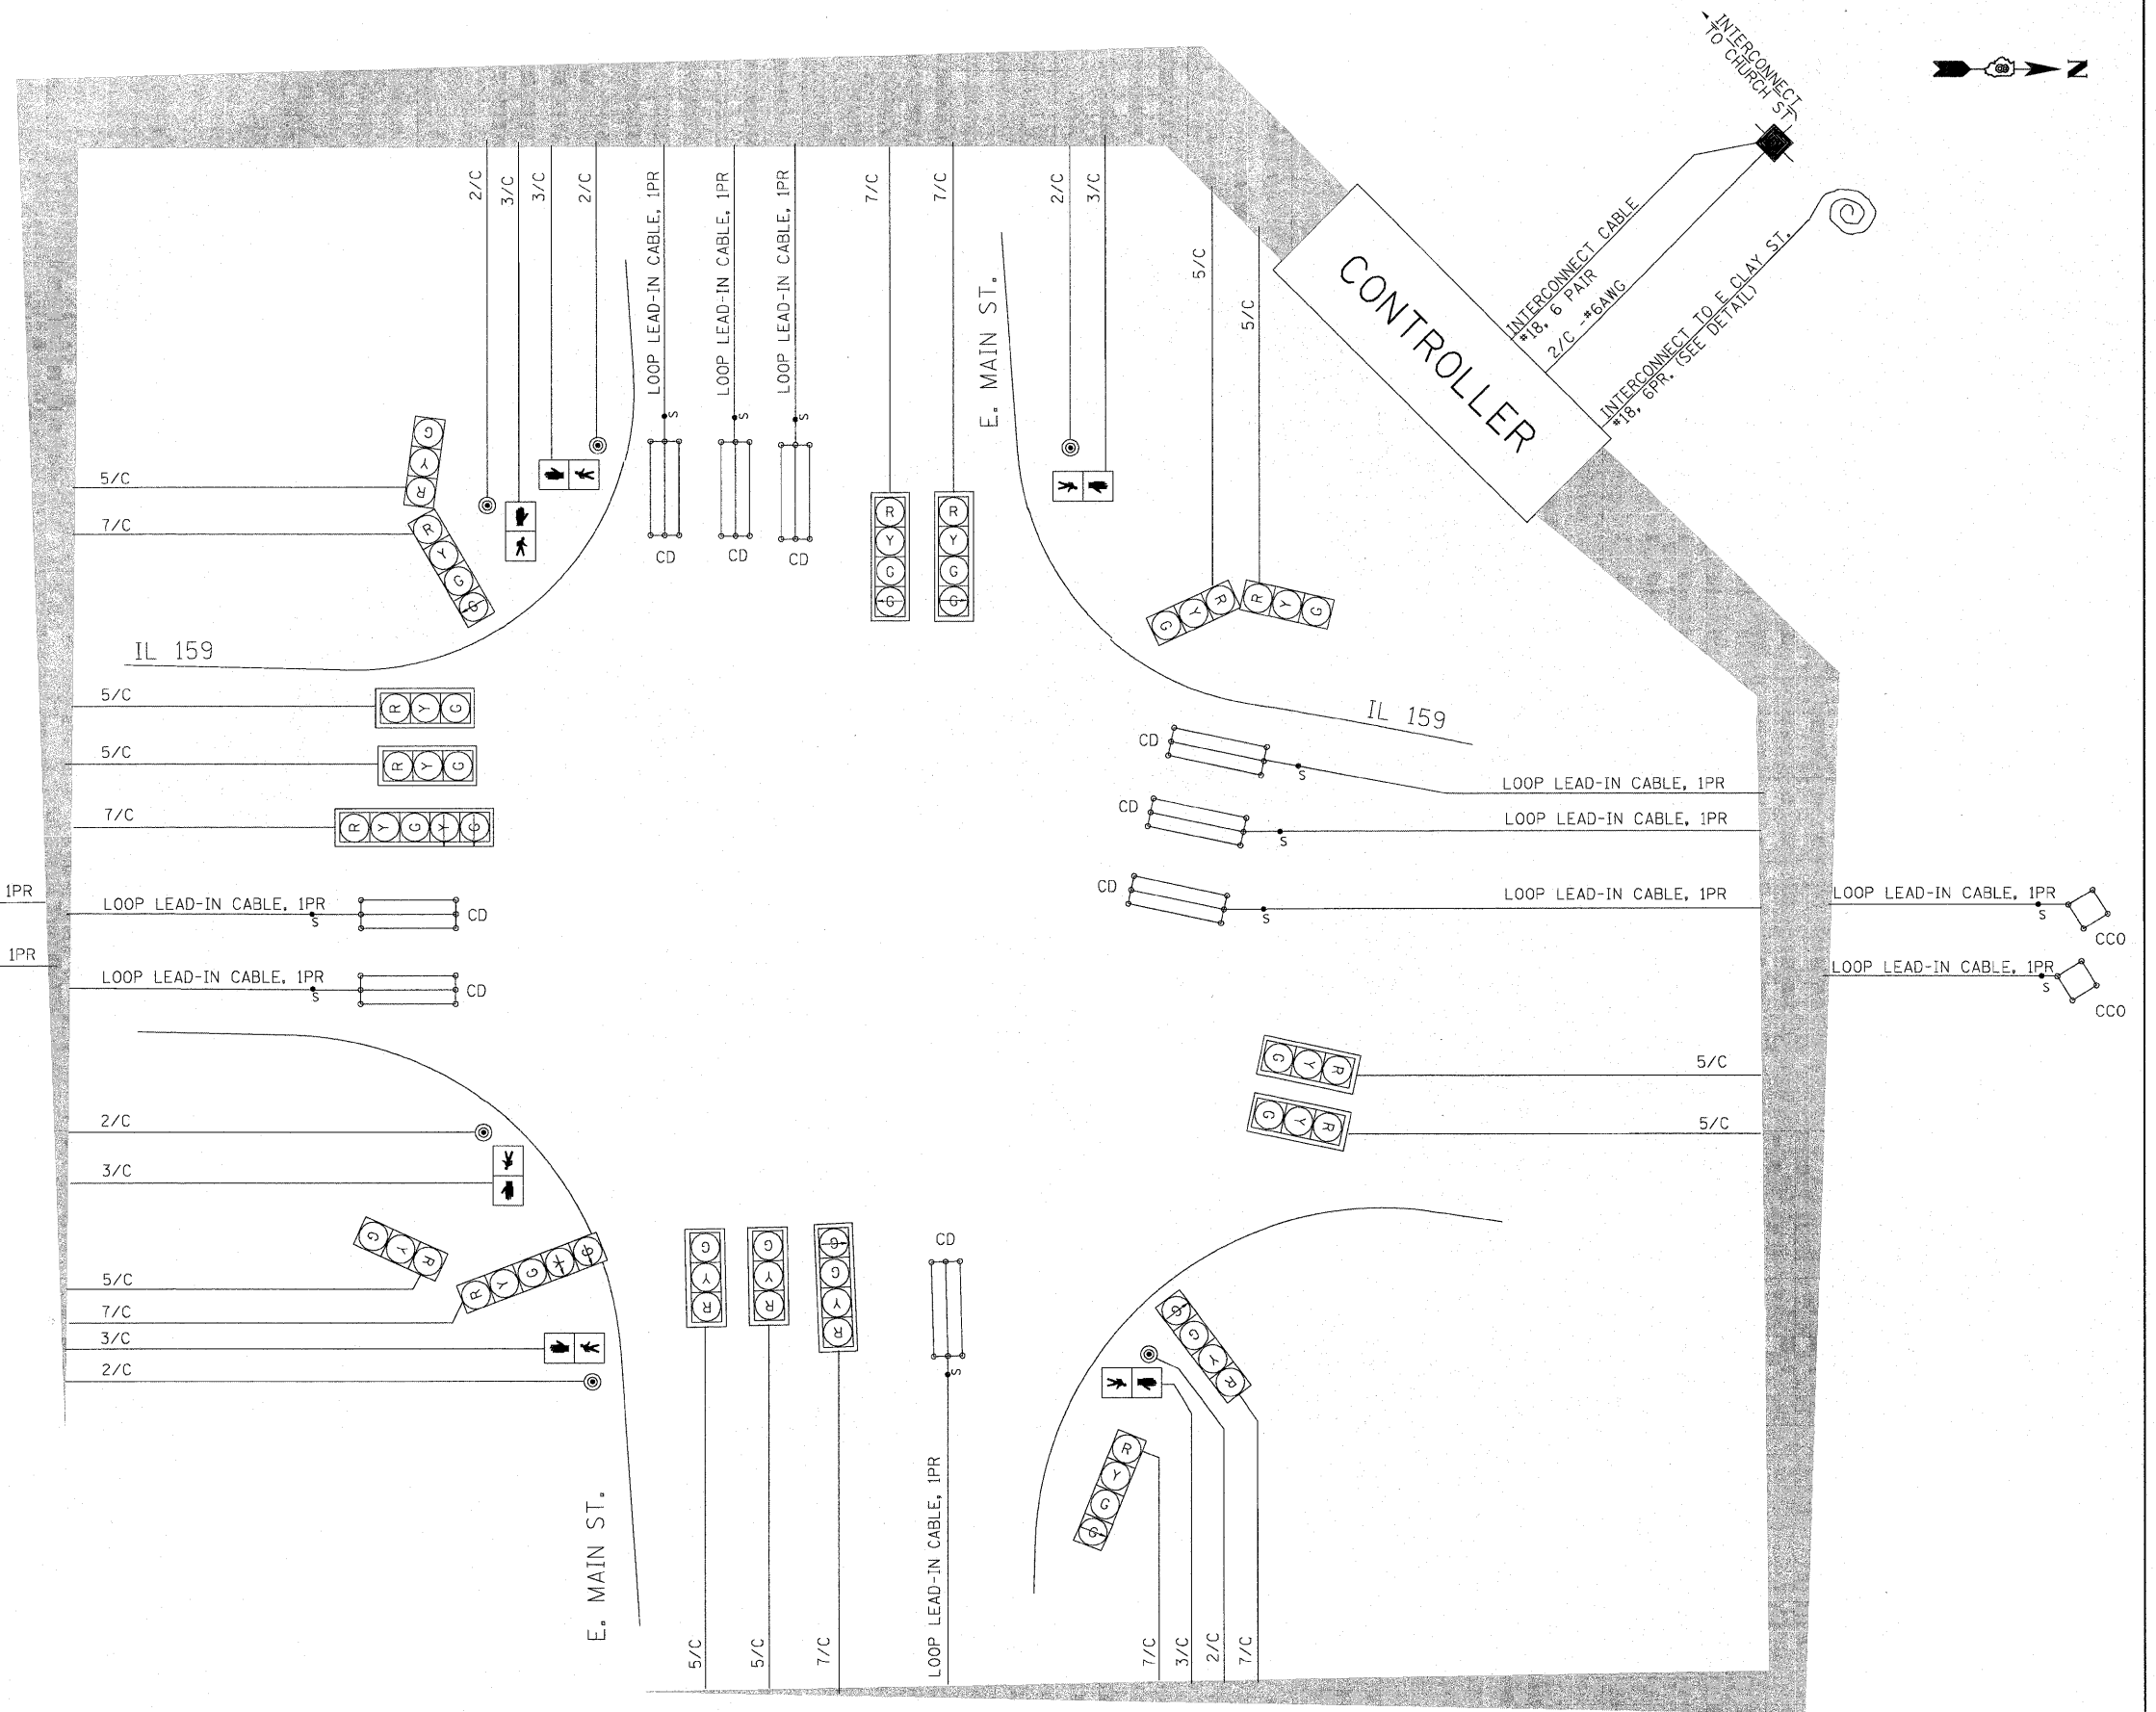 INTERCONNECT
TO CHURCH ST.
N
2/C
3/C
3/C
2/C
LOOP LEAD-IN CABLE, 1PR
LOOP LEAD-IN CABLE, 1PR
LOOP LEAD-IN CABLE, 1PR
7/C
7/C
2/C
3/C
5/C
5/C
E. MAIN ST.
CONTROLLER
INTERCONNECT CABLE
#18, 6 PAIR
2/C -#6AWG
INTERCONNECT TO E CLAY ST.
#18, 6PR. (SEE DETAIL)
S
S
S
CD
CD
CD
G Y R
5/C
7/C
R Y G G
R Y G G
R Y G G
G Y R
R Y G
IL 159
IL 159
5/C
R Y G
5/C
R Y G
7/C
R Y G Y G
CD
S
LOOP LEAD-IN CABLE, 1PR
CD
S
LOOP LEAD-IN CABLE, 1PR
CD
S
LOOP LEAD-IN CABLE, 1PR
1PR
LOOP LEAD-IN CABLE, 1PR
S
CD
LOOP LEAD-IN CABLE, 1PR
S
CCO
1PR
LOOP LEAD-IN CABLE, 1PR
S
CD
LOOP LEAD-IN CABLE, 1PR
S
CCO
G Y R
5/C
G Y R
5/C
2/C
3/C
G Y R
5/C
R Y G
7/C
3/C
2/C
G Y R
G Y R
G G Y R
CD
S
G G Y R
R Y G G
E. MAIN ST.
5/C
5/C
7/C
LOOP LEAD-IN CABLE, 1PR
7/C
3/C
2/C
7/C